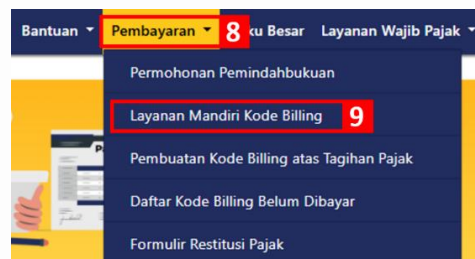 Bantuan Pembayaran 8 ku Besar Layanan Wajib Pajak
Permohonan Pemindahbukuan
Layanan Mandiri Kode Billing 9
Pembuatan Kode Billing atas Tagihan Pajak
Daftar Kode Billing Belum Dibayar
Formulir Restitusi Pajak